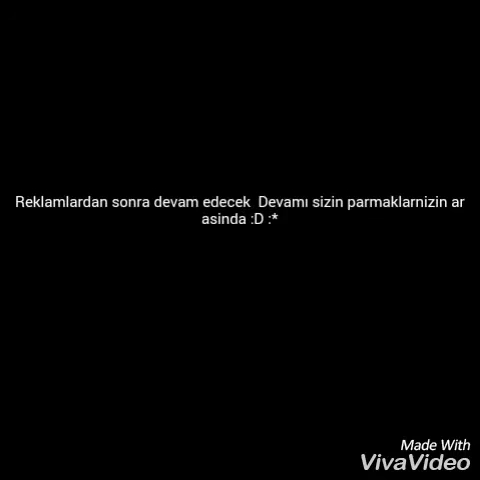 Reklamlardan sonra devam edecek  Devamı sizin parmaklarnizin ar
asinda :D :*
Made With
VivaVideo